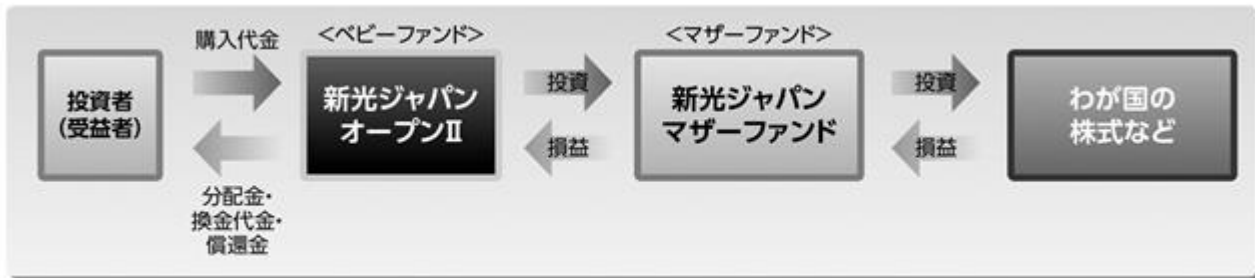 購入代金
投資者
(受益者)
分配金・
換金代金・
償還金
<ベビーファンド>
新光ジャパン
オープンⅡ
投資
損益
<マザーファンド>
新光ジャパン
マザーファンド
投資
損益
わが国の
株式など